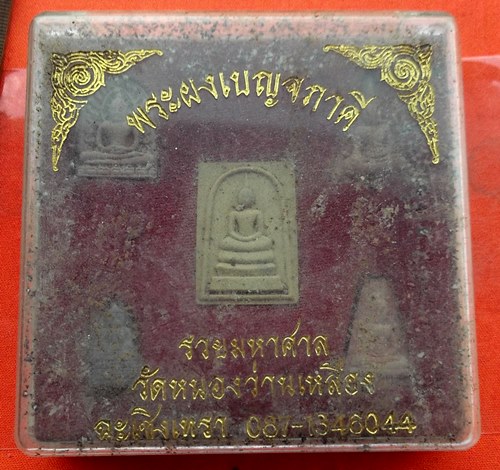 พระผงเบญจภาคี
รวยมหาศาล
วัดหนองว่านเหลือง
ฉะเชิงเทรา 087-1346044